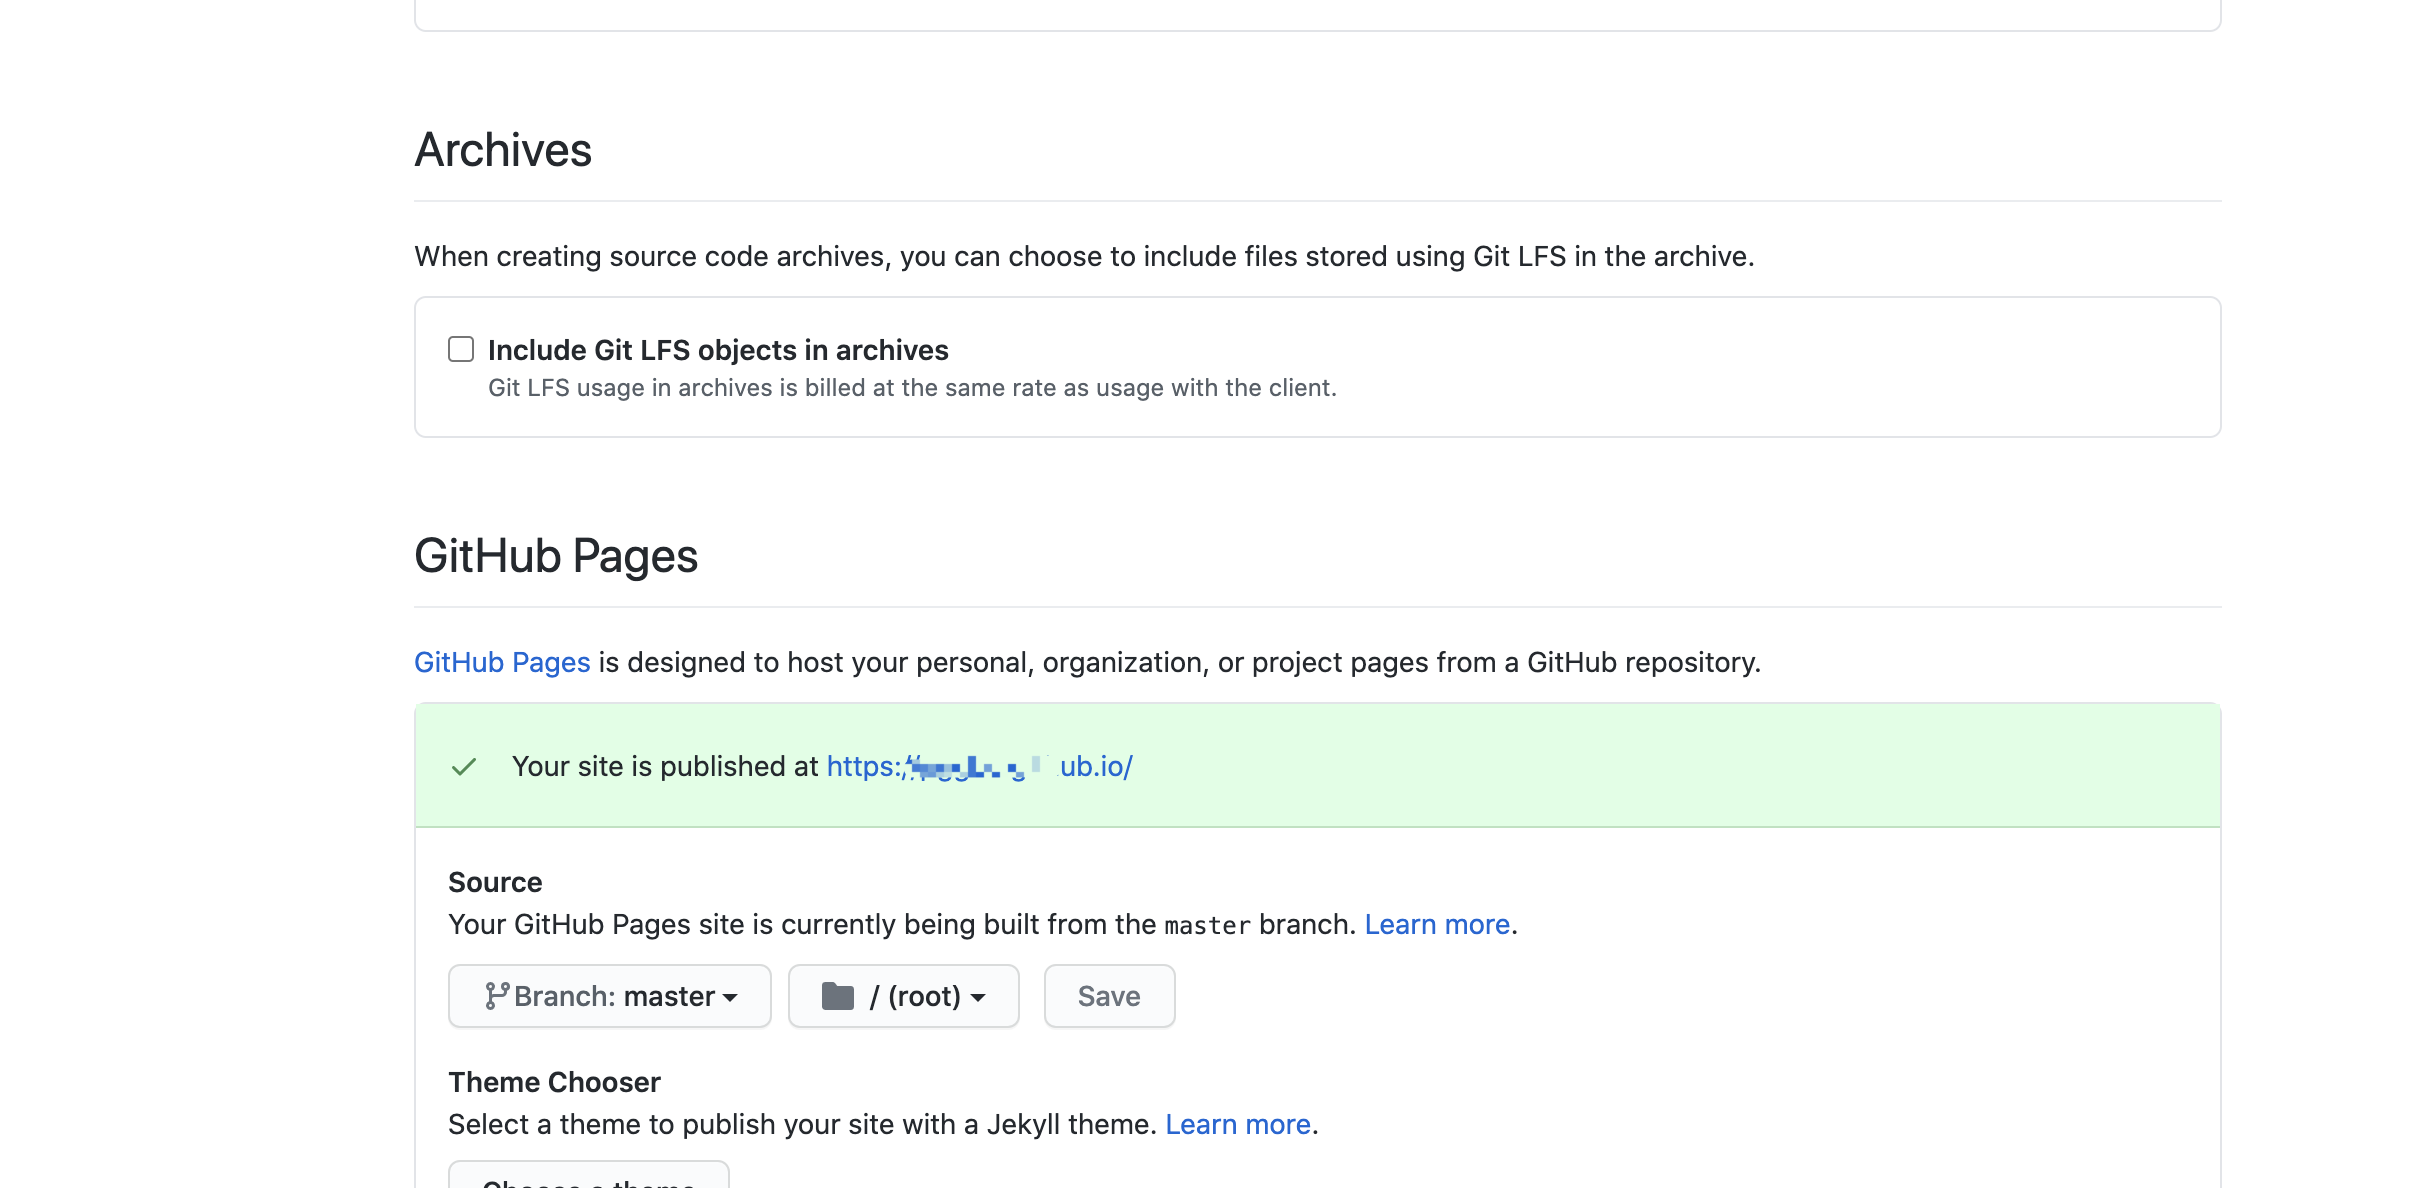 Archives
When creating source code archives, you can choose to include files stored using Git LFS in the archive.
Include Git LFS objects in archives
Git LFS usage in archives is billed at the same rate as usage with the client.
GitHub Pages
GitHub Pages is designed to host your personal, organization, or project pages from a GitHub repository.
Your site is published at https:// ub.io/
Source
Your GitHub Pages site is currently being built from the master branch. Learn more.
Branch: master / (root) Save
Theme Chooser
Select a theme to publish your site with a Jekyll theme. Learn more.
Choose a theme